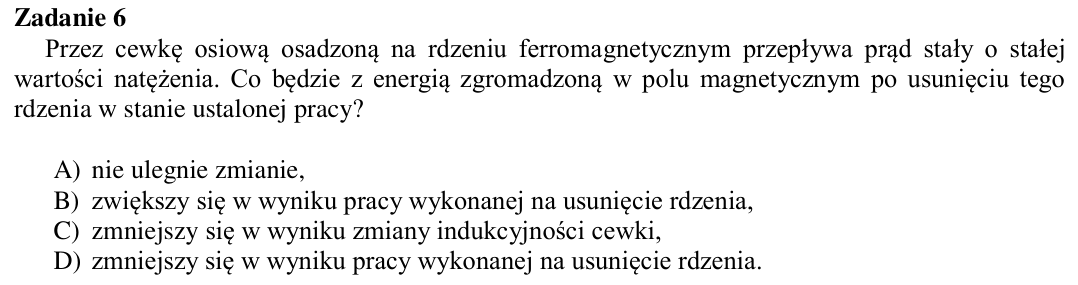 Zadanie 6
Przez cewkę osiową osadzoną na rdzeniu ferromagnetycznym przepływa prąd stały o stałej
wartości natężenia. Co będzie z energią zgromadzoną w polu magnetycznym po usunięciu tego
rdzenia w stanie ustalonej pracy?
A) nie ulegnie zmianie,
B) zwiększy się w wyniku pracy wykonanej na usunięcie rdzenia,
C) zmniejszy się w wyniku zmiany indukcyjności cewki,
D) zmniejszy się w wyniku pracy wykonanej na usunięcie rdzenia.